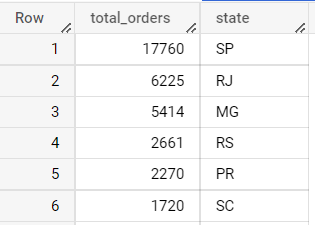 Row total_orders state
1 17760 SP
2 6225 RJ
3 5414 MG
4 2661 RS
5 2270 PR
6 1720 SC